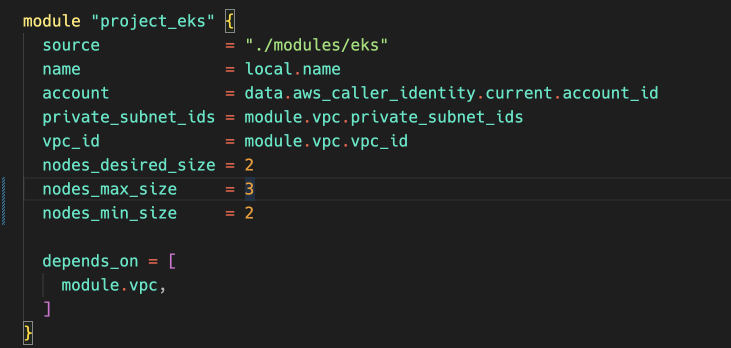 module "project_eks" {
  source             = "./modules/eks"
  name               = local.name
  account            = data.aws_caller_identity.current.account_id
  private_subnet_ids = module.vpc.private_subnet_ids
  vpc_id             = module.vpc.vpc_id
  nodes_desired_size = 2
  nodes_max_size     = 3
  nodes_min_size     = 2

  depends_on = [
    module.vpc,
  ]
}